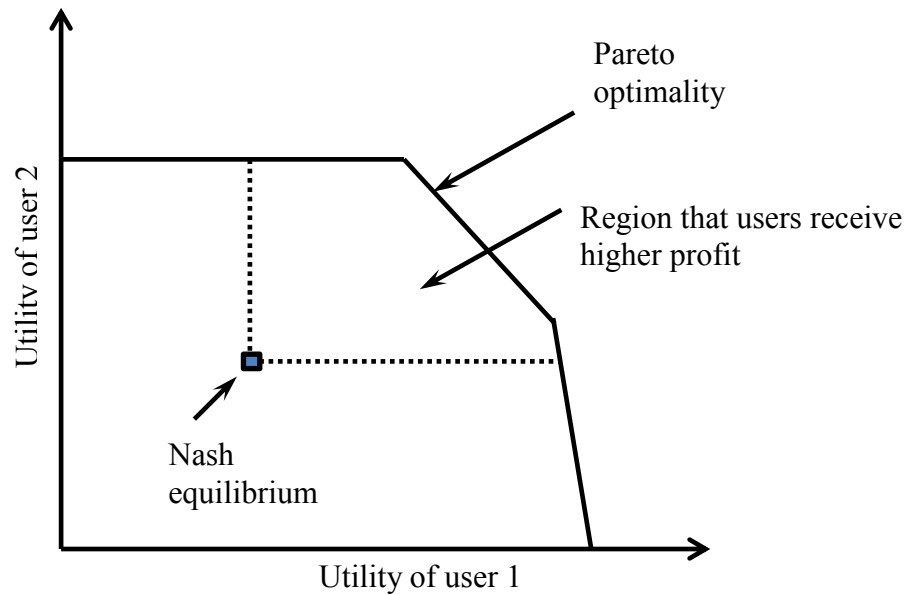 Pareto
optimality
Region that users receive
higher profit
Utility of user 2
Nash
equilibrium
Utility of user 1